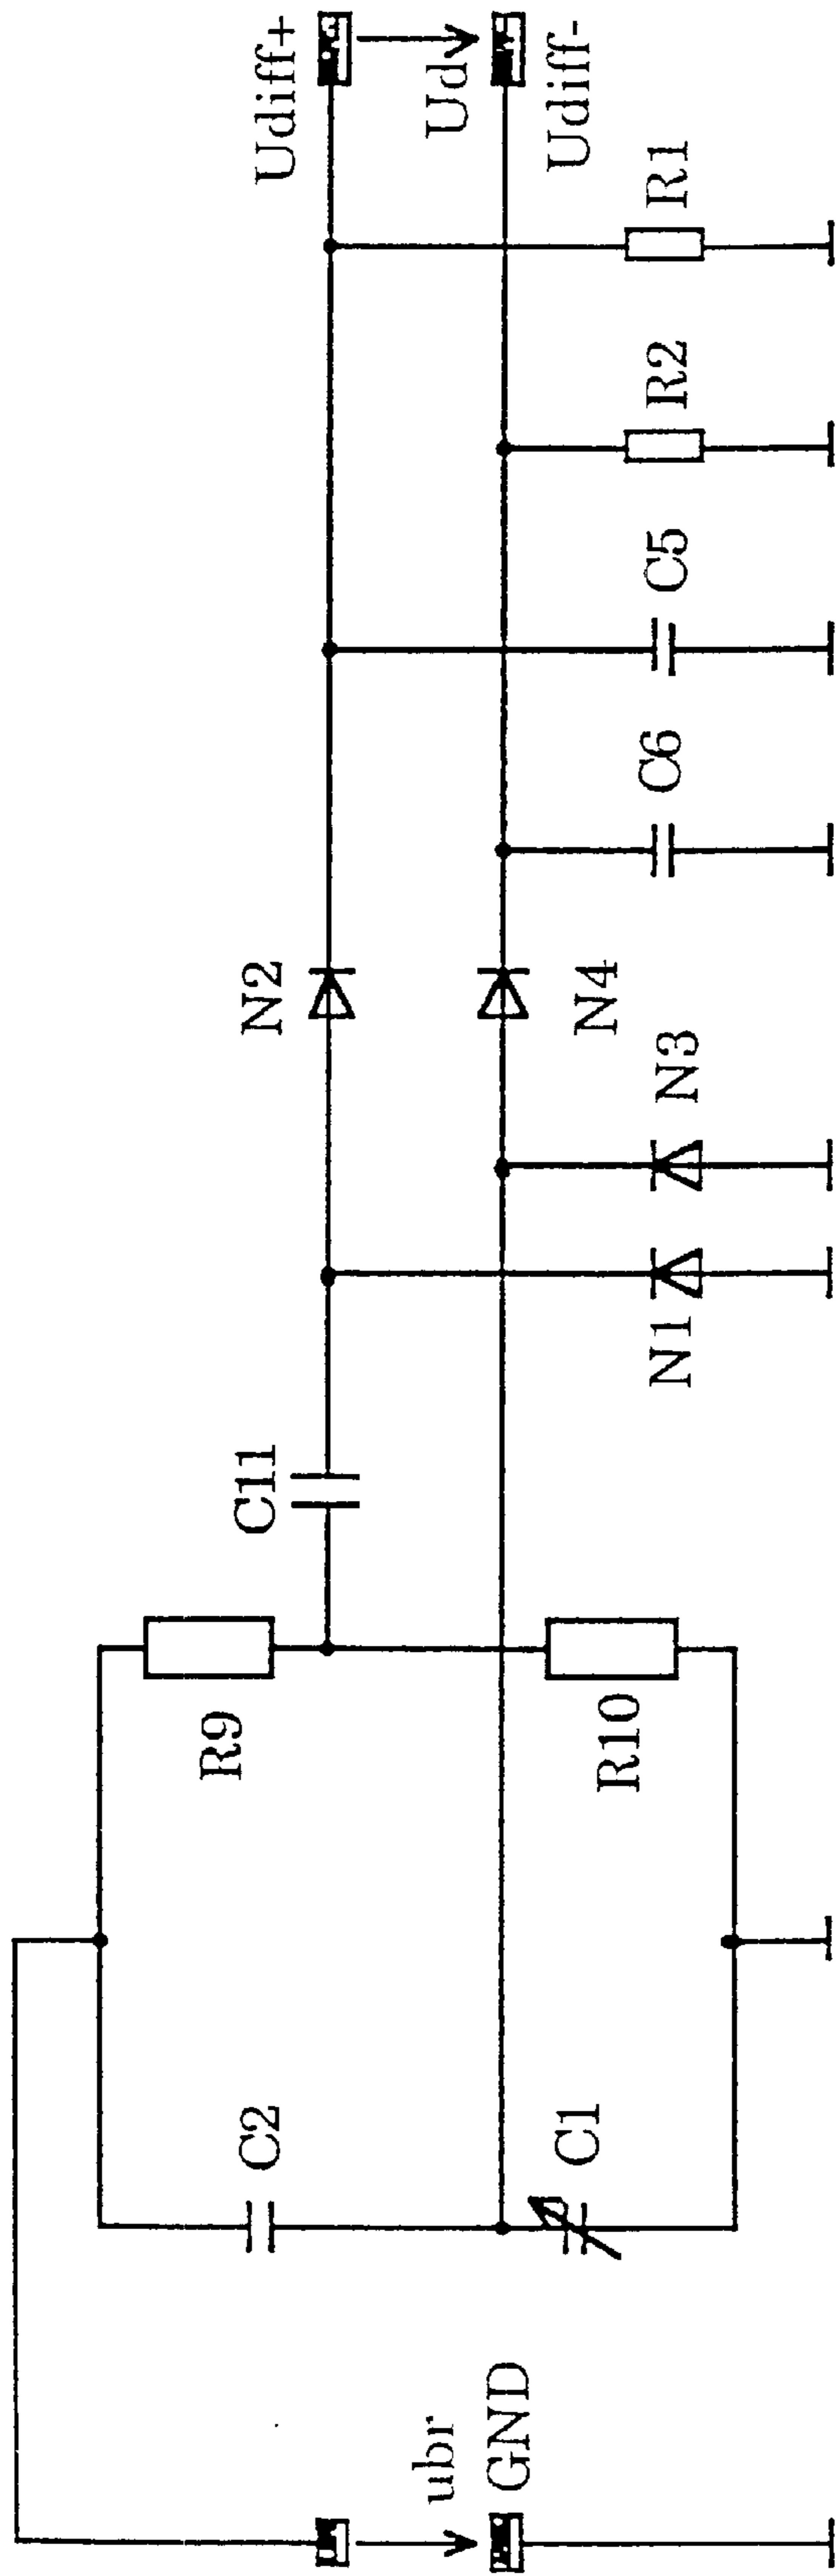 Udiff+
Ud
Udiff-
R1
R2
C5
C6
N2
N4
N3
N1
C11
R9
R10
C2
C1
ubr
GND